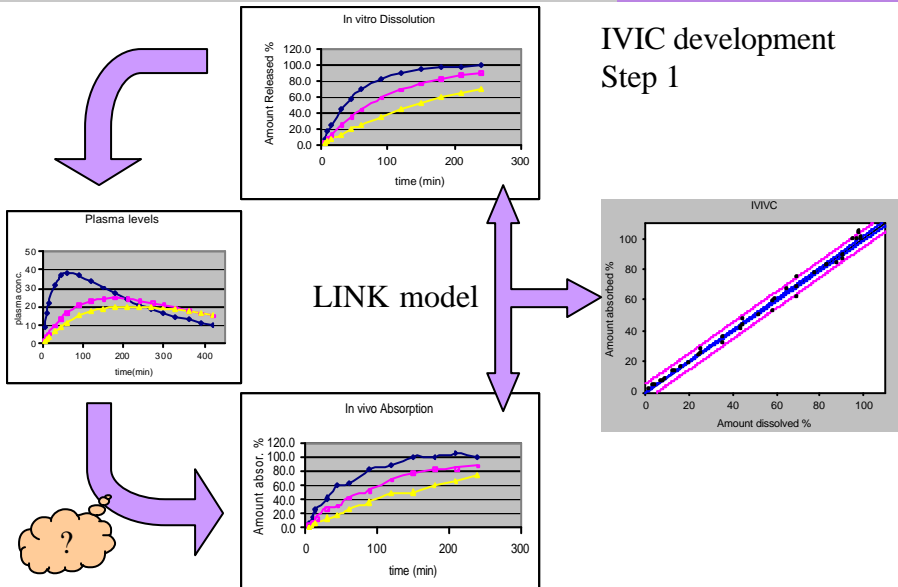 IVIC development
Step 1
In vitro Dissolution
Amount Released %
120.0
100.0
80.0
60.0
40.0
20.0
0.0
0 100 200 300
time (min)
Plasma levels
plasma conc.
50
40
30
20
10
0
0 100 200 300 400
time(min)
LINK model
IVIVC
Amount absorbed %
100
80
60
40
20
0
0 20 40 60 80 100
Amount dissolved %
In vivo Absorption
Amount absor. %
120.0
100.0
80.0
60.0
40.0
20.0
0.0
0 100 200 300
time (min)
?